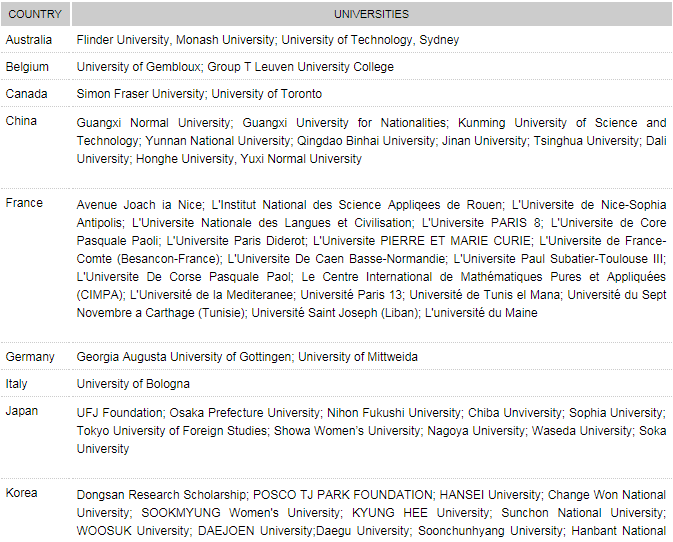 COUNTRY UNIVERSITIES
Australia Flinder University, Monash University; University of Technology, Sydney
Belgium University of Gembloux; Group T Leuven University College
Canada Simon Fraser University; University of Toronto
China Guangxi Normal University; Guangxi University for Nationalities; Kunming University of Science and
Technology; Yunnan National University; Qingdao Binhai University; Jinan University; Tsinghua University; Dali
University; Honghe University, Yuxi Normal University
France Avenue Joach ia Nice; L'Institut National des Science Appliqees de Rouen; L'Universite de Nice-Sophia
Antipolis; L'Universite Nationale des Langues et Civilisation; L'Universite PARIS 8; L'Universite de Core
Pasquale Paoli; L'Universite Paris Diderot; L'Universite PIERRE ET MARIE CURIE; L'Universite de France-
Comte (Besancon-France); L'Universite De Caen Basse-Normandie; L'Universite Paul Subatier-Toulouse III;
L'Universite De Corse Pasquale Paol; Le Centre International de Mathématiques Pures et Appliquées
(CIMPA); L'Université de la Mediteranee; Université Paris 13; Université de Tunis el Mana; Université du Sept
Novembre a Carthage (Tunisie); Université Saint Joseph (Liban); L'université du Maine
Germany Georgia Augusta University of Gottingen; University of Mittweida
Italy University of Bologna
Japan UFJ Foundation; Osaka Prefecture University; Nihon Fukushi University; Chiba Unviversity; Sophia University;
Tokyo University of Foreign Studies; Showa Women's University; Nagoya University; Waseda University; Soka
University
Korea Dongsan Research Scholarship; POSCO TJ PARK FOUNDATION; HANSEI University; Change Won National
University; SOOKMYUNG Women's University; KYUNG HEE University; Sunchon National University;
WOOSUK University; DAEJOEN University;Daegu University; Soonchunhyang University; Hanbant National